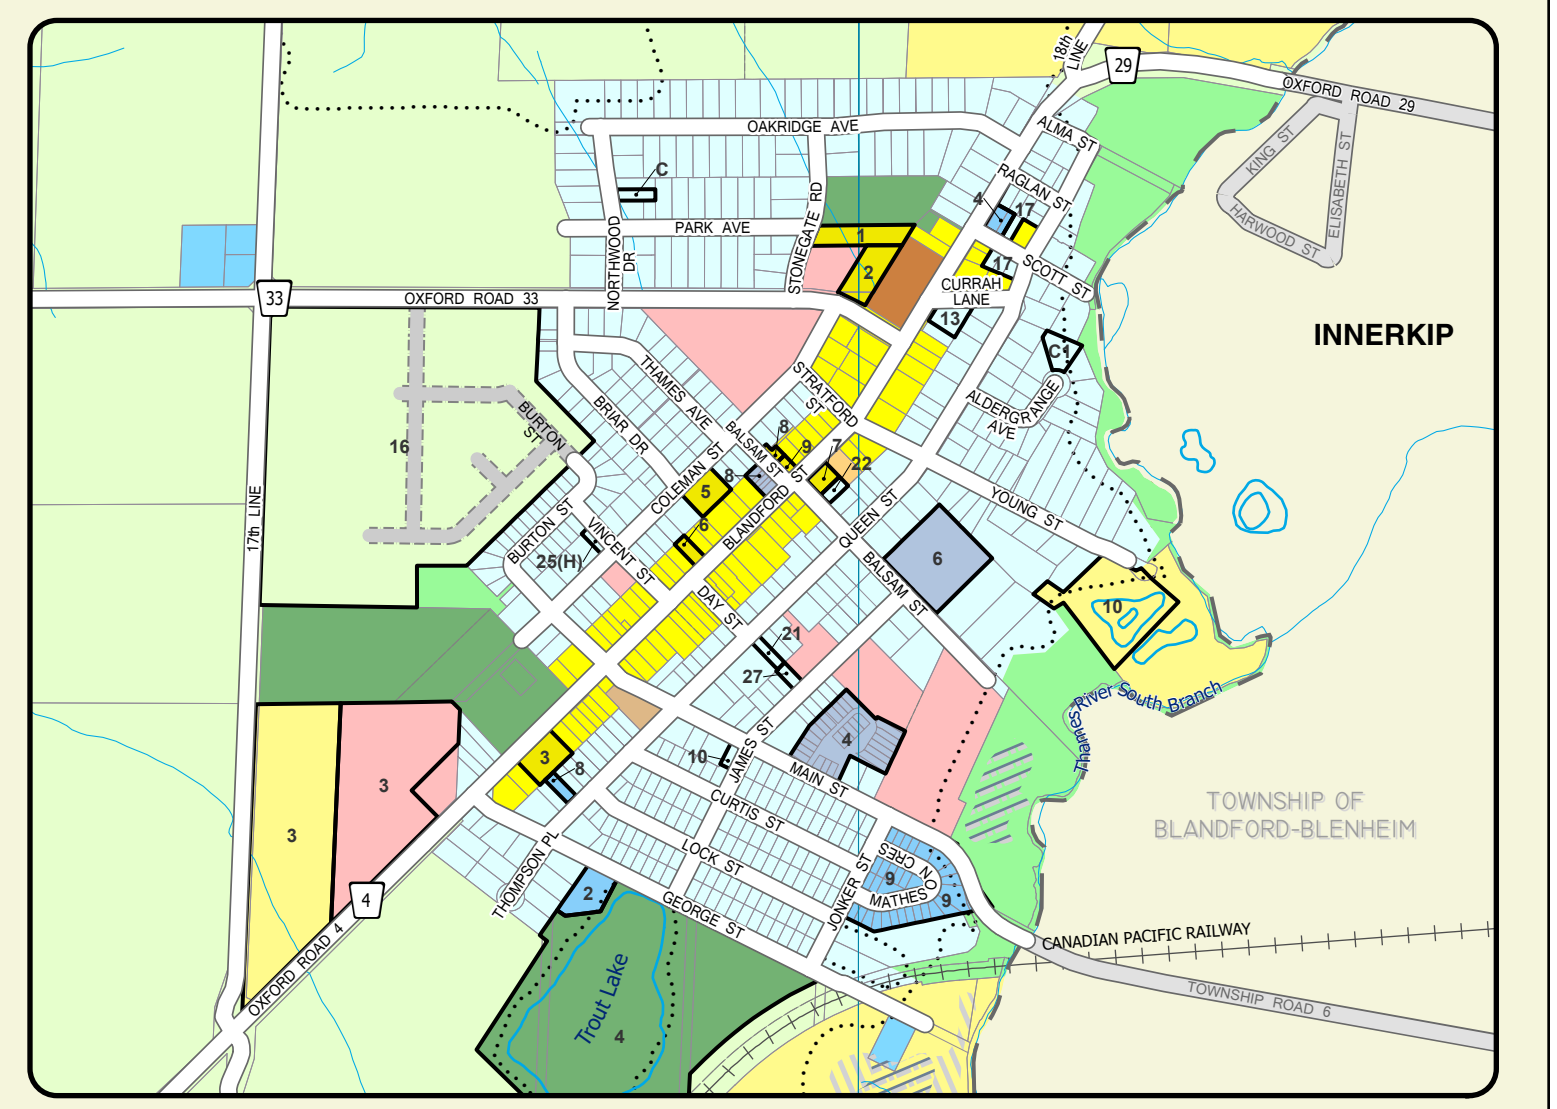 18th
LINE
29
OXFORD ROAD 29
OAKRIDGE AVE
ALMA ST
KING ST
ELISABETH ST
HARWOOD ST
C
RAGLAN ST
4
17
STONEGATE RD
PARK AVE
NORTHWOOD
DR
1
2
17
SCOTT ST
CURRAH
LANE
33
OXFORD ROAD 33
13
INNERKIP
C1
THAMES AVE
STRATFORD
ST
ALDERGRANGE
AVE
BRIAR DR
BURTON
ST
16
8
BALSAM ST
9
7
22
ST
8
COLEMAN ST
5
BLANDFORD
6
QUEEN ST
YOUNG ST
17th LINE
BURTON ST
VINCENT ST
25(H)
6
BALSAM ST
DAY ST
10
21
27
Thames River South Branch
4
JAMES ST
10
MAIN ST
3
8
3
3
CURTIS ST
TOWNSHIP OF
BLANDFORD-BLENHEIM
LOCK ST
THOMPSON PL
MATHESON CRES
9
9
JONKER ST
2
GEORGE ST
4
OXFORD ROAD 4
CANADIAN PACIFIC RAILWAY
TOWNSHIP ROAD 6
Trout Lake
4